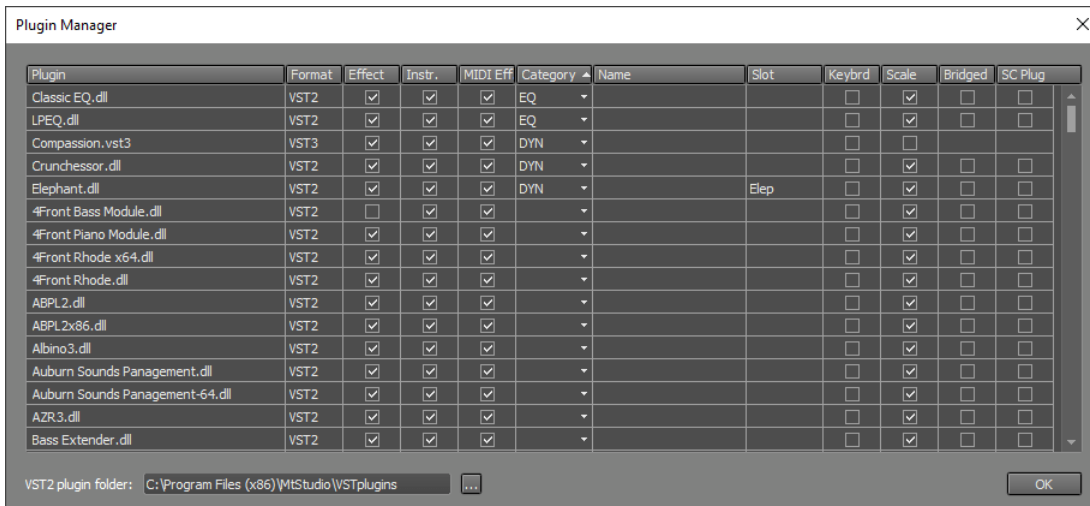 Plugin Manager
Plugin Format Effect Instr. MIDI Eff Category Name Slot Keybrd Scale Bridged SC Plug
Classic EQ.dll VST2 EQ
LPEQ.dll VST2 EQ
Compassion.vst3 VST3 DYN
Crunchessor.dll VST2 DYN
Elephant.dll VST2 DYN Elep
4Front Bass Module.dll VST2
4Front Piano Module.dll VST2
4Front Rhode x64.dll VST2
4Front Rhode.dll VST2
ABPL2.dll VST2
ABPL2x86.dll VST2
Albino3.dll VST2
Auburn Sounds Panagement.dll VST2
Auburn Sounds Panagement-64.dll VST2
AZR3.dll VST2
Bass Extender.dll VST2
VST2 plugin folder: C:\Program Files (x86)\MtStudio\VSTplugins ... OK